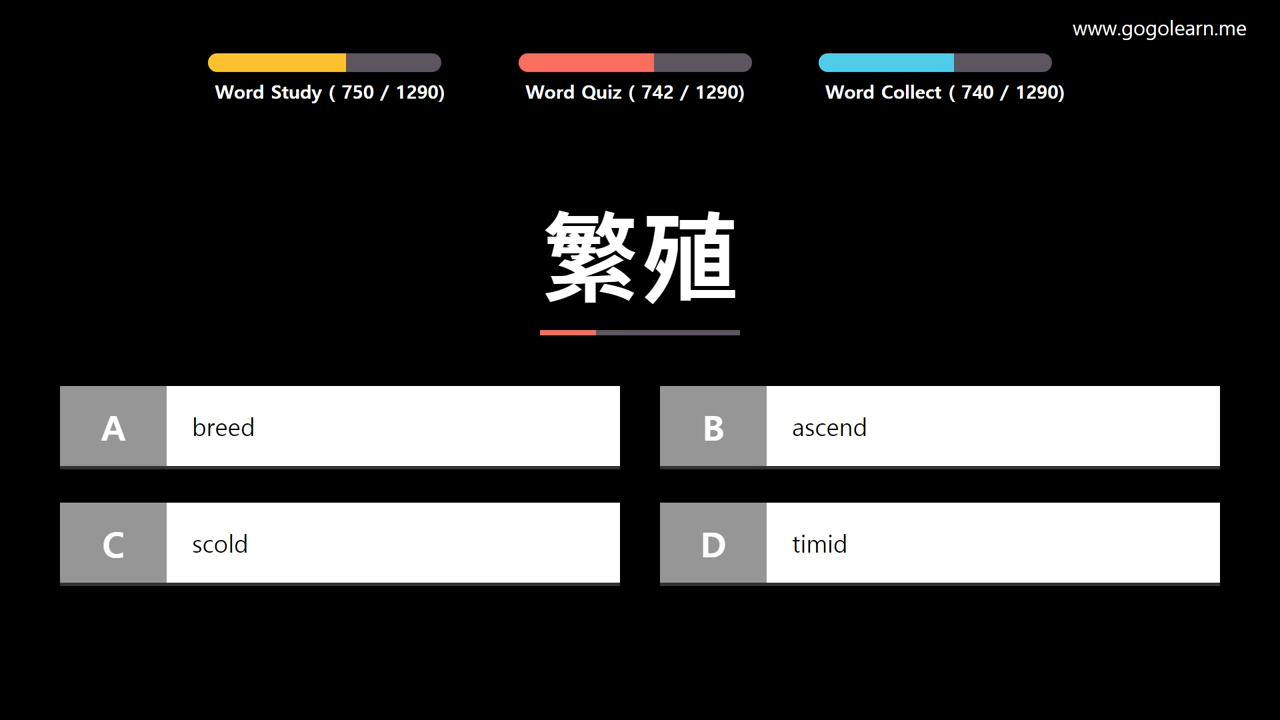 www.gogolearn.me
Word Study ( 750 / 1290)
Word Quiz ( 742 / 1290)
Word Collect ( 740 / 1290)
繁殖
A breed
B ascend
C scold
D timid